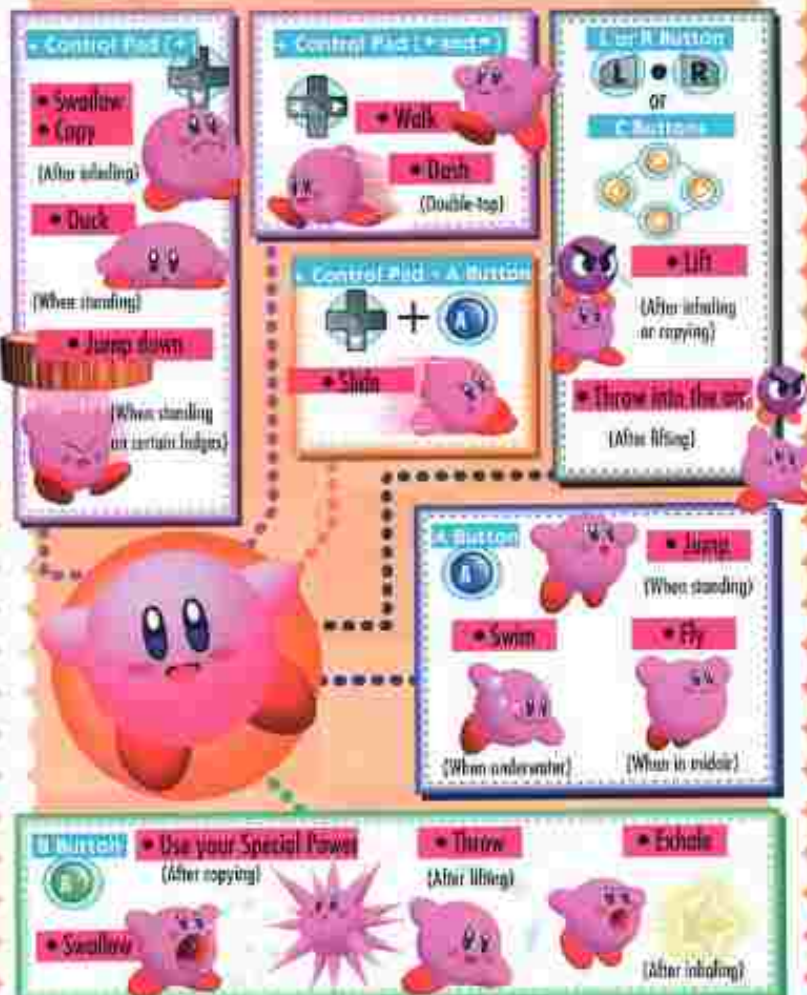 + Control Pad (▼)
• Swallow
• Copy
(After inhaling)
• Duck
(When standing)
• Jump down
(When standing
on certain ledges)
+ Control Pad (◄ and ►)
• Walk
• Dash
(Double-tap)
+ Control Pad + A Button
+
A
• Slide
L or R Button
L • R
or
C Buttons
• Lift
(After inhaling
or copying)
• Throw into the air
(After lifting)
A Button
A
• Jump
(When standing)
• Swim
(When underwater)
• Fly
(When in midair)
B Button
B
• Use your Special Power
(After copying)
• Swallow
• Throw
(After lifting)
• Exhale
(After inhaling)